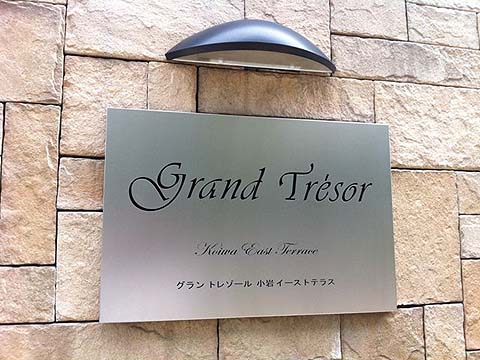 Grand Trésor
Koiwa East Terrace
グラン トレゾール 小岩 イーストテラス